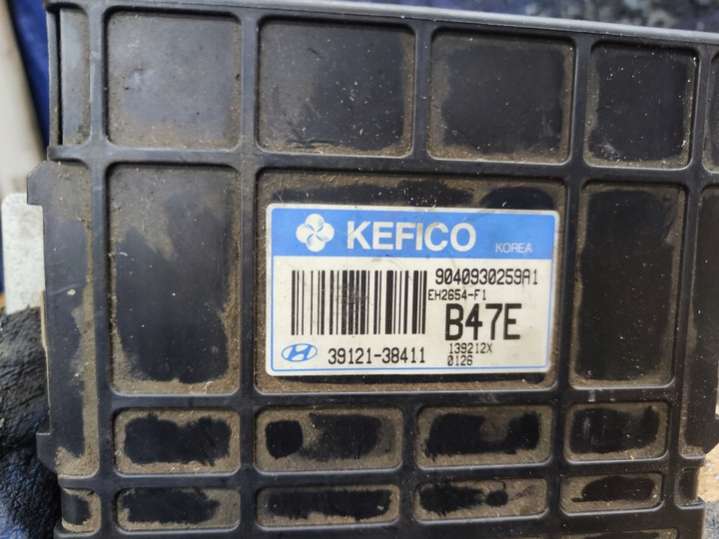 KEFICO KOREA
9040930259A1
EH2654-F1
B47E
39121-38411
139212X
0126